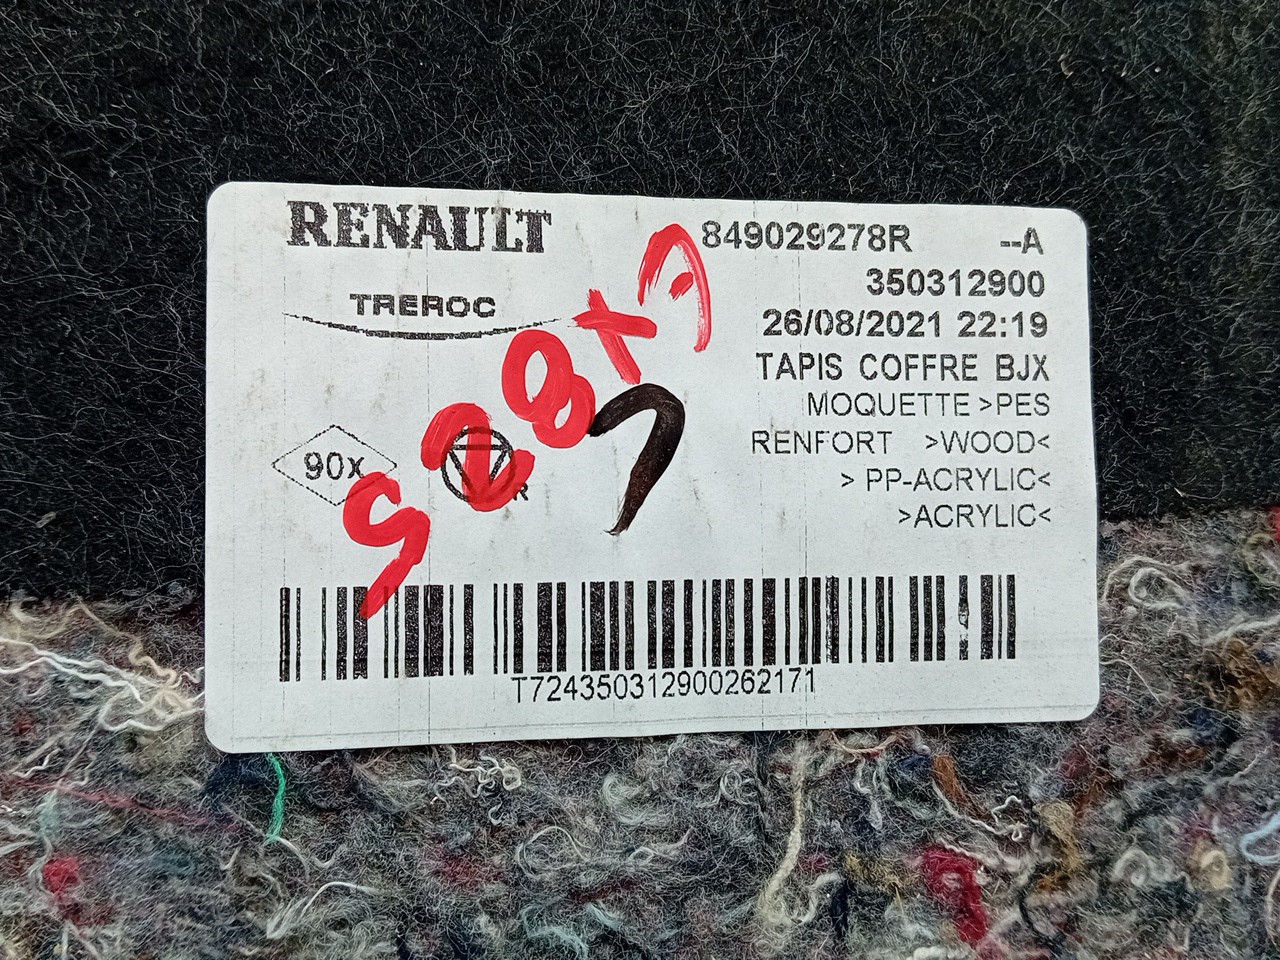 RENAULT
849029278R --A
350312900
TREROC
26/08/2021 22:19
TAPIS COFFRE BJX
MOQUETTE >PES
RENFORT >WOOD<
90x
> PP-ACRYLIC<
R
>ACRYLIC<
T724350312900262171